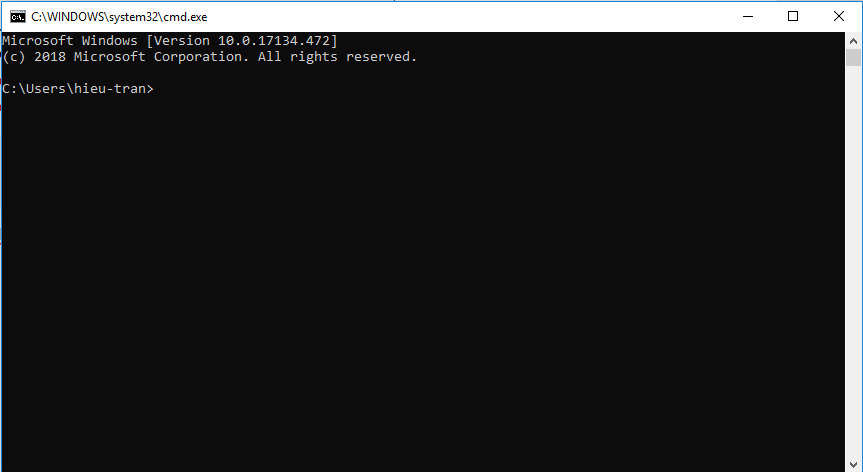 C:\WINDOWS\system32\cmd.exe
Microsoft Windows [Version 10.0.17134.472]
(c) 2018 Microsoft Corporation. All rights reserved.
C:\Users\hieu-tran>